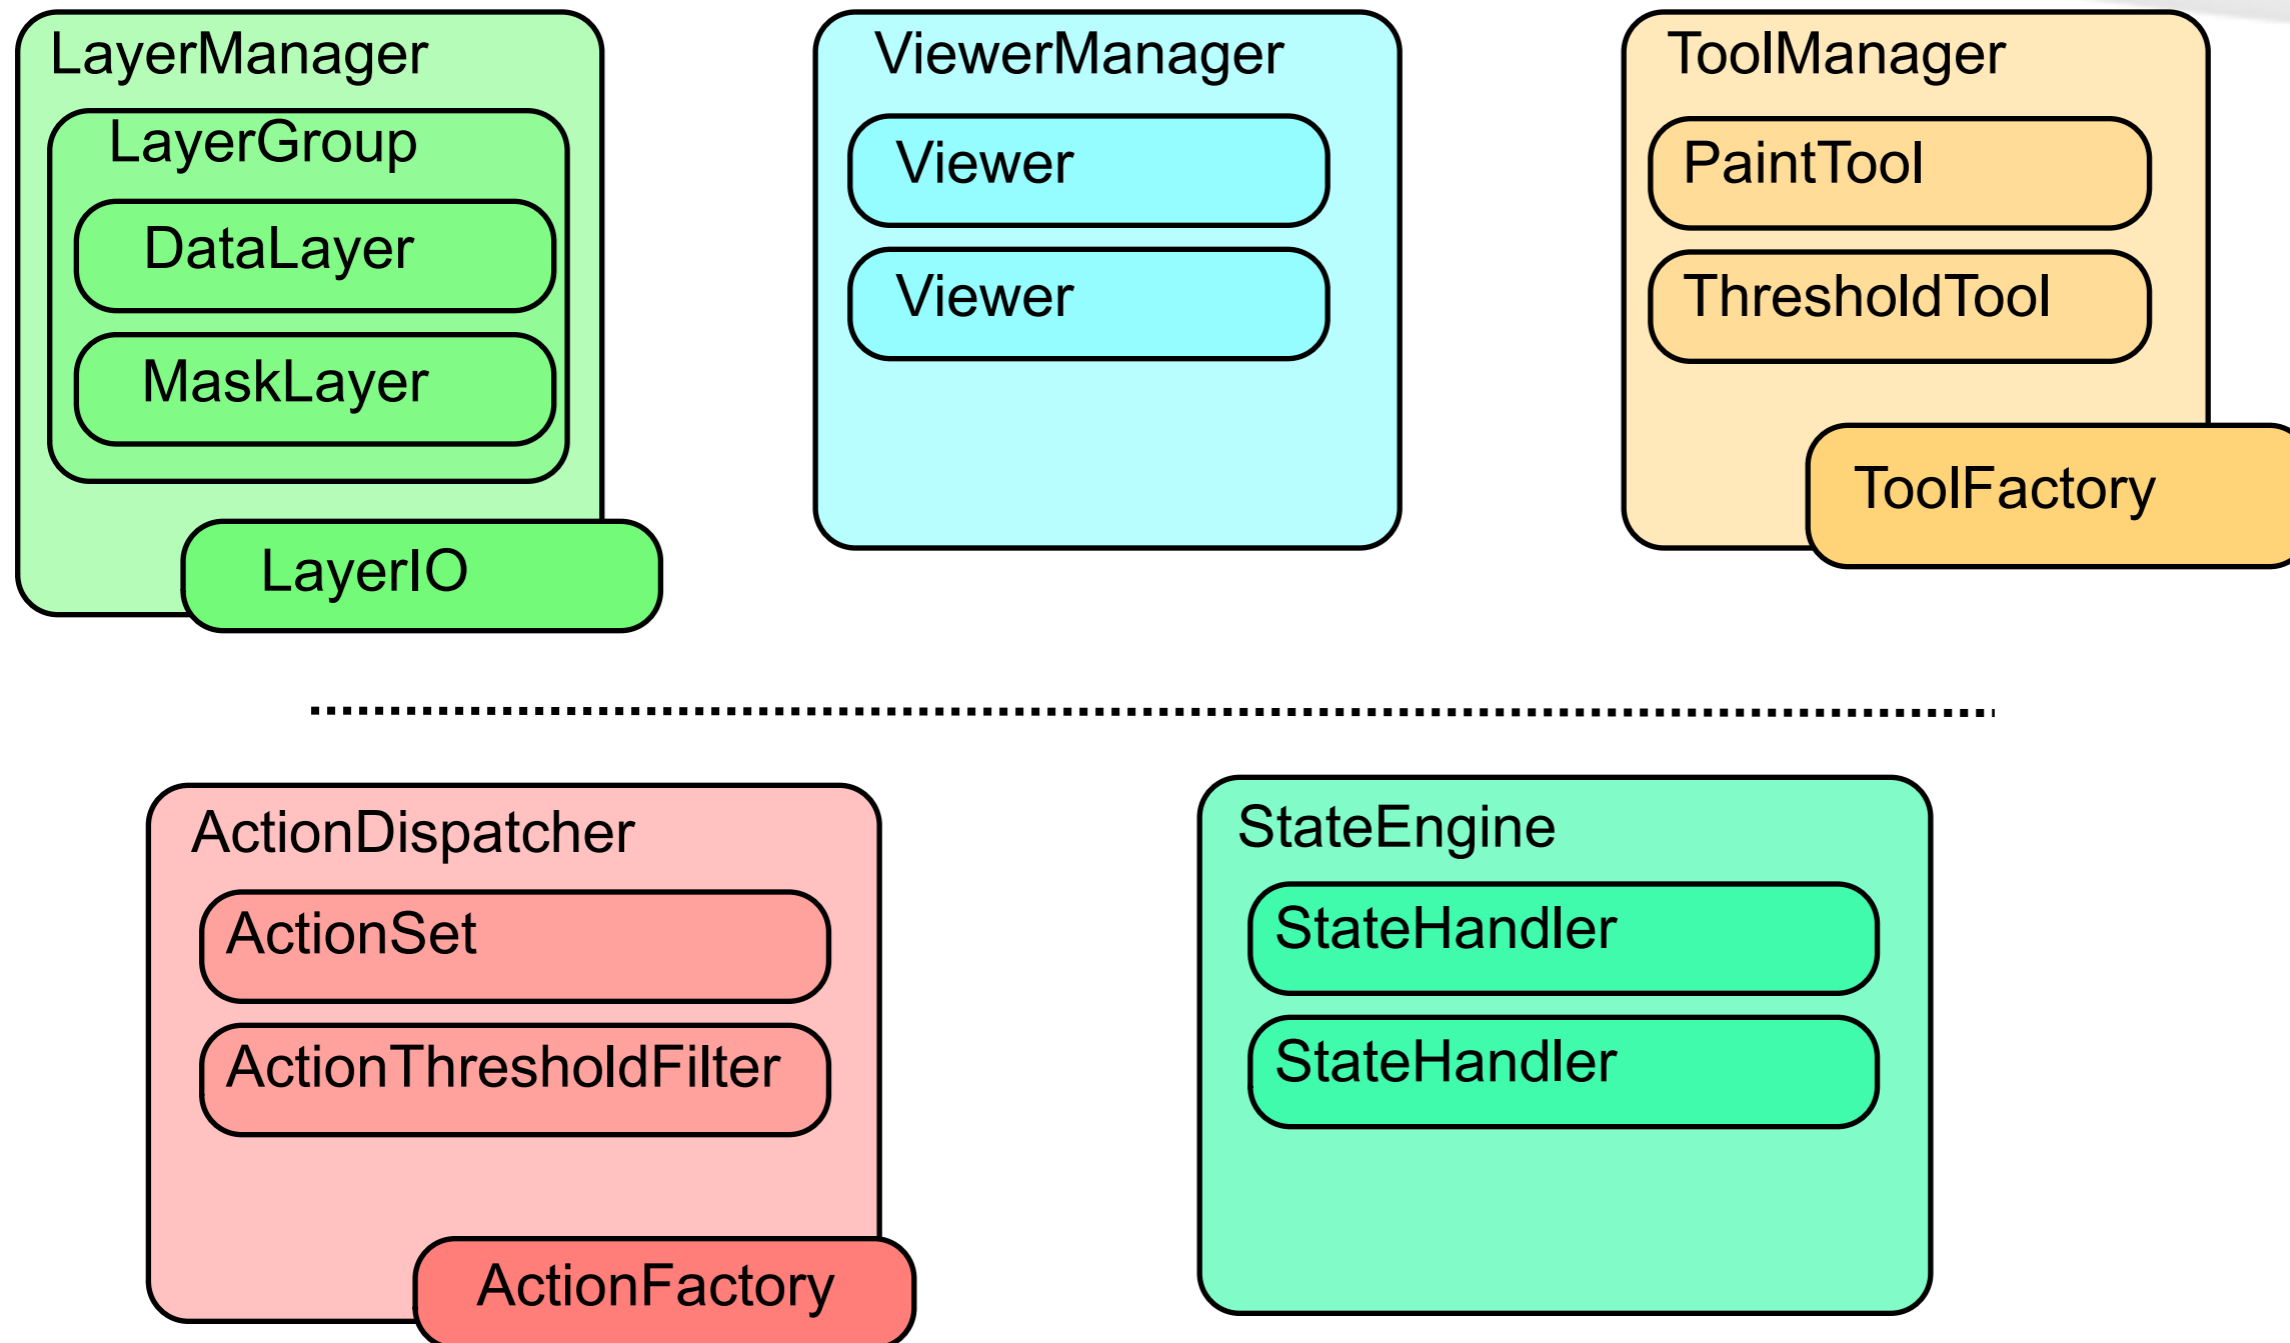 LayerManager
LayerGroup
DataLayer
MaskLayer
LayerIO
ViewerManager
Viewer
Viewer
ToolManager
PaintTool
ThresholdTool
ToolFactory
ActionDispatcher
ActionSet
ActionThresholdFilter
ActionFactory
StateEngine
StateHandler
StateHandler